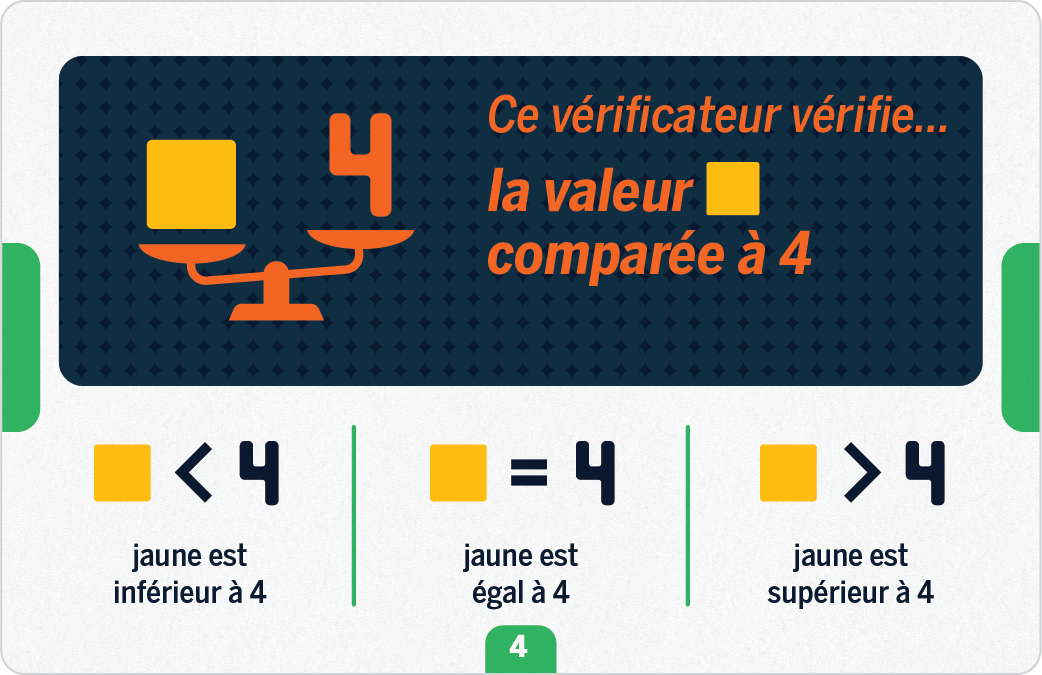 4
Ce vérificateur vérifie...
la valeur
comparée à 4
< 4
jaune est
inférieur à 4
= 4
jaune est
égal à 4
> 4
jaune est
supérieur à 4
4